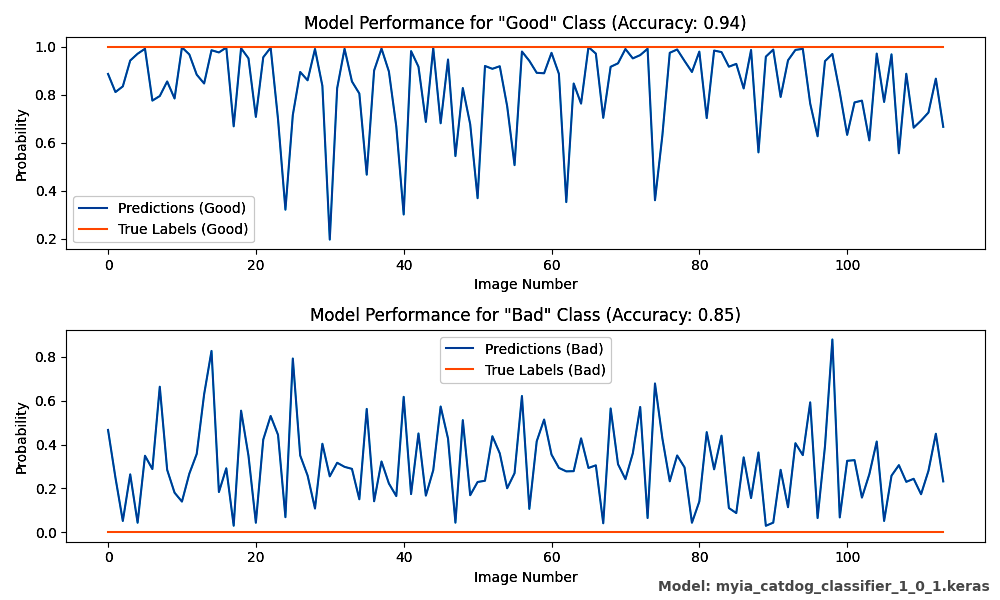 Model Performance for "Good" Class (Accuracy: 0.94)
1.0
0.8
0.6
0.4
0.2
Probability
Predictions (Good)
True Labels (Good)
0 20 40 60 80 100
Image Number
Model Performance for "Bad" Class (Accuracy: 0.85)
0.8
0.6
0.4
0.2
0.0
Probability
Predictions (Bad)
True Labels (Bad)
0 20 40 60 80 100
Image Number
Model: myia_catdog_classifier_1_0_1.keras